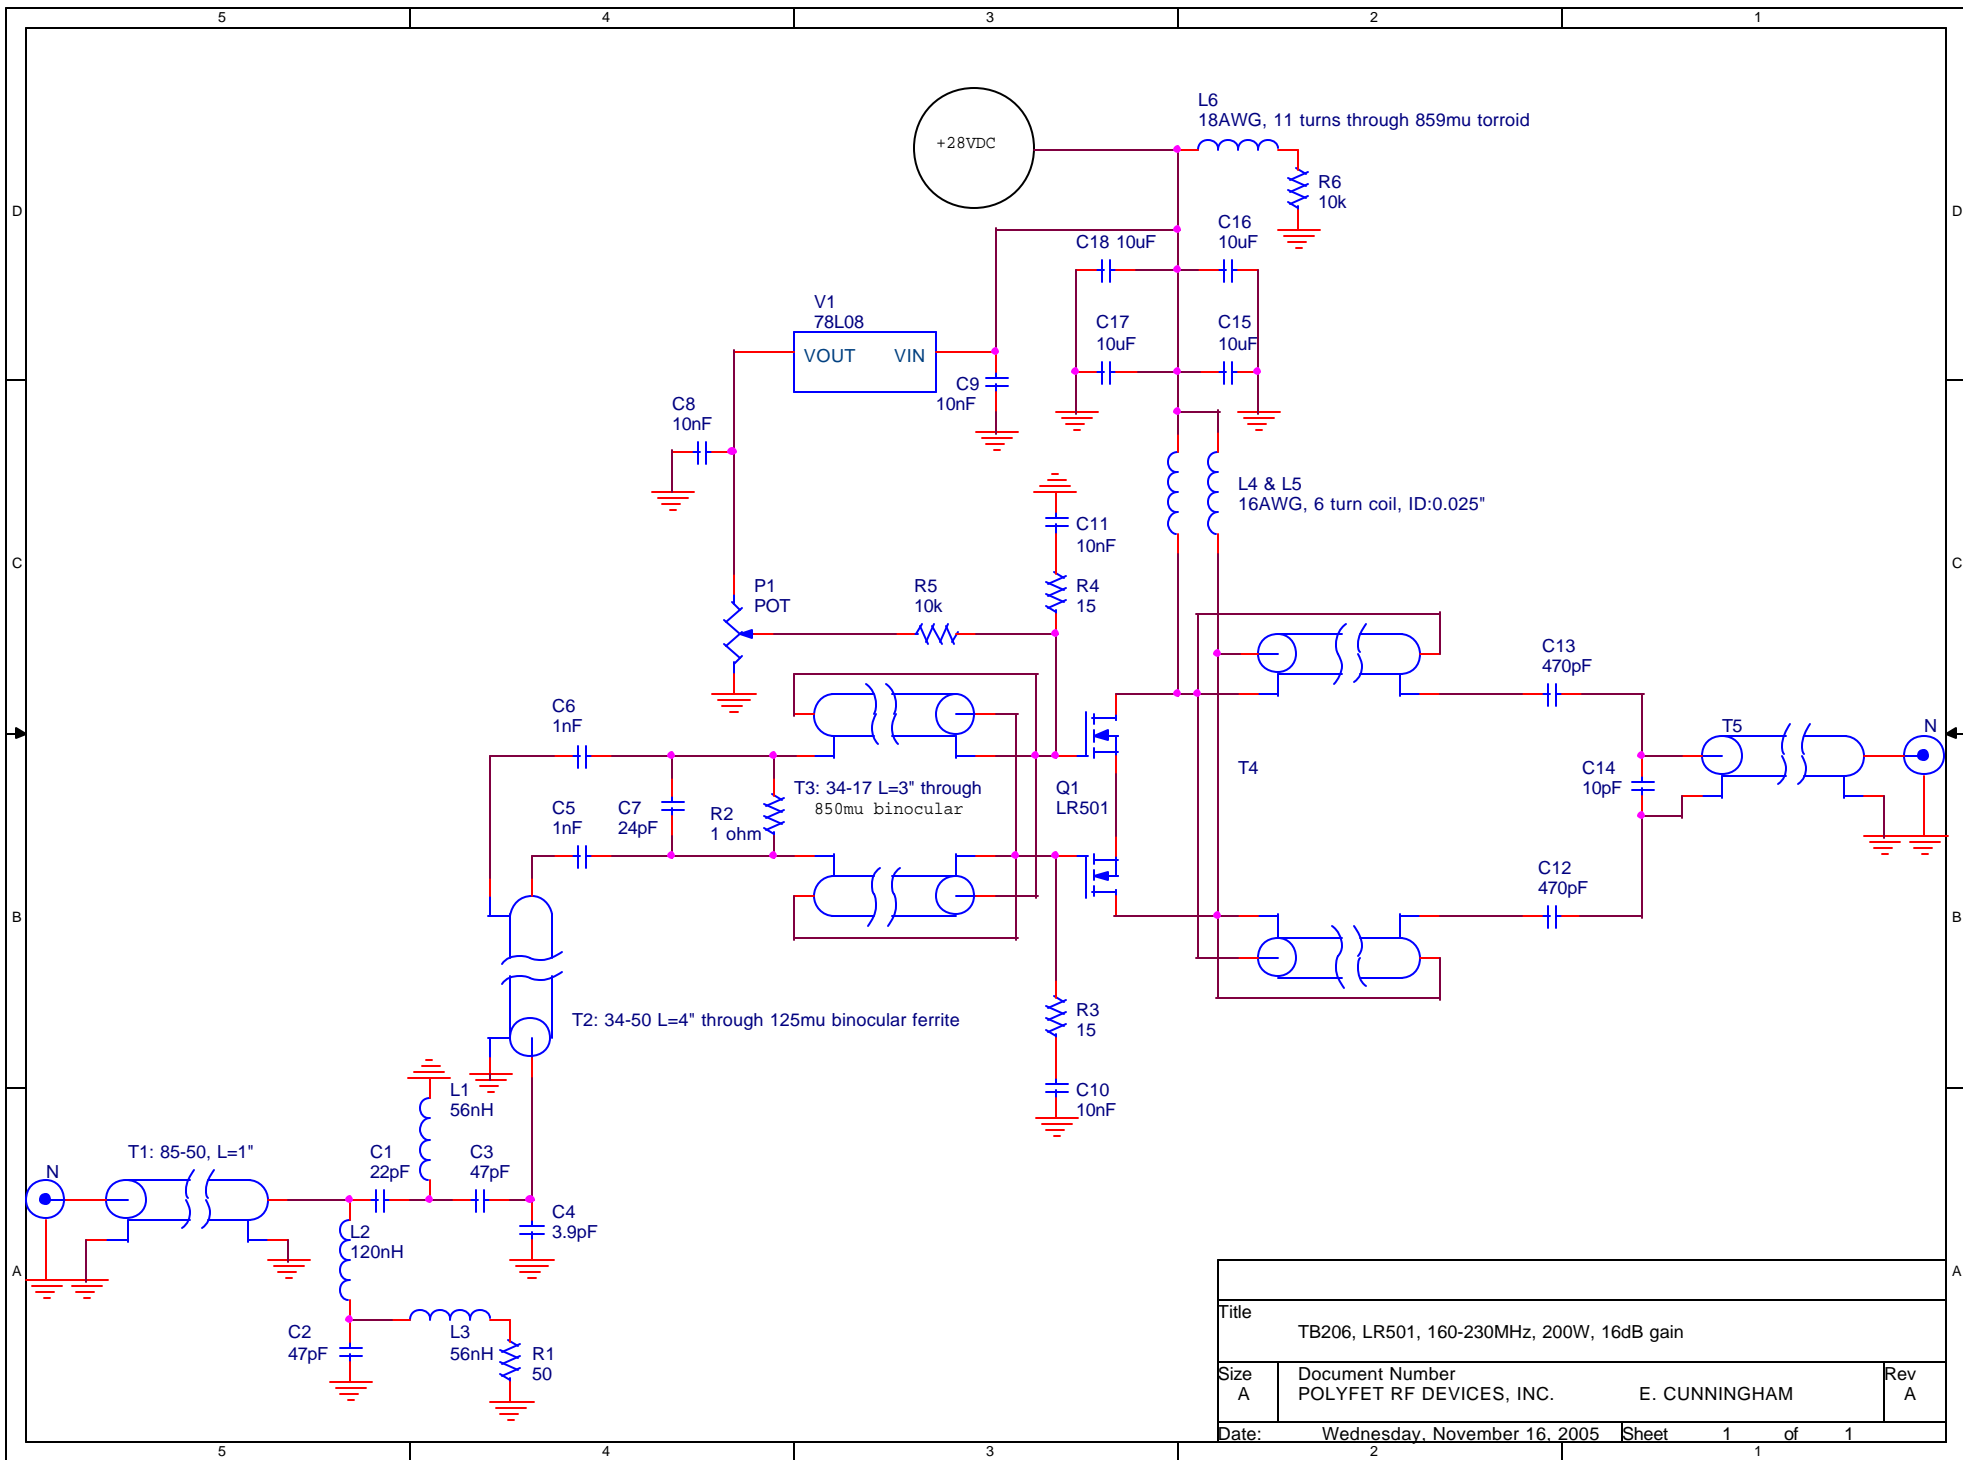 5 4 3 2 1
D
D
C
C
B
B
A
A
+28VDC
L6
18AWG, 11 turns through 859mu torroid
R6
10k
C18 10uF
C16
10uF
C17
10uF
C15
10uF
V1
78L08
VOUT VIN
C9
10nF
C8
10nF
L4 & L5
16AWG, 6 turn coil, ID:0.025"
C11
10nF
R4
15
P1
POT
R5
10k
C13
470pF
C6
1nF
T5
N
T4
C14
10pF
T3: 34-17 L=3" through
850mu binocular
Q1
LR501
C5
1nF
C7
24pF
R2
1 ohm
C12
470pF
T2: 34-50 L=4" through 125mu binocular ferrite
R3
15
C10
10nF
L1
56nH
T1: 85-50, L=1"
C1
22pF
C3
47pF
N
C4
3.9pF
L2
120nH
C2
47pF
L3
56nH
R1
50
Title
TB206, LR501, 160-230MHz, 200W, 16dB gain
Size
A
Document Number
POLYFET RF DEVICES, INC. E. CUNNINGHAM
Rev
A
Date: Wednesday, November 16, 2005 Sheet 1 of 1
5 4 3 2 1